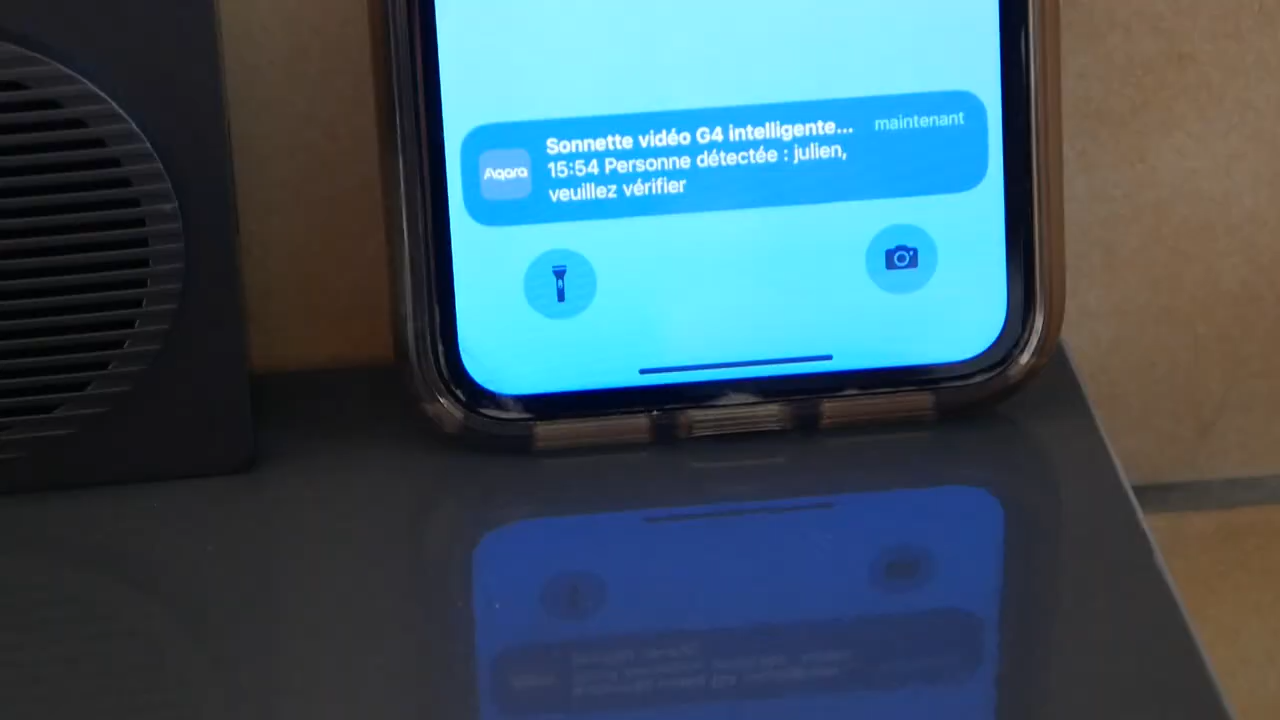 Sonnette vidéo G4 intelligente...
maintenant
Aqara
15:54 Personne détectée : julien,
veuillez vérifier